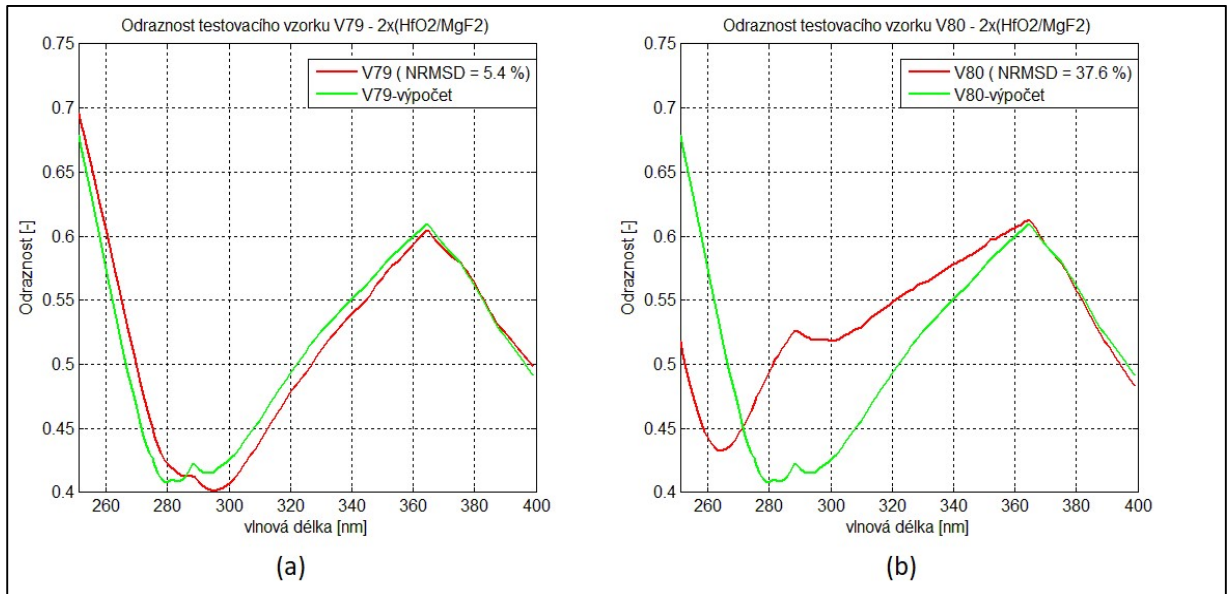 Odraznost testovacího vzorku V79 - 2x(HfO2/MgF2)
V79 ( NRMSD = 5.4 %)
V79-výpočet
Odraznost [-]
0.75
0.7
0.65
0.6
0.55
0.5
0.45
0.4
260 280 300 320 340 360 380 400
vlnová délka [nm]
(a)
Odraznost testovacího vzorku V80 - 2x(HfO2/MgF2)
V80 ( NRMSD = 37.6 %)
V80-výpočet
Odraznost [-]
0.75
0.7
0.65
0.6
0.55
0.5
0.45
0.4
260 280 300 320 340 360 380 400
vlnová délka [nm]
(b)